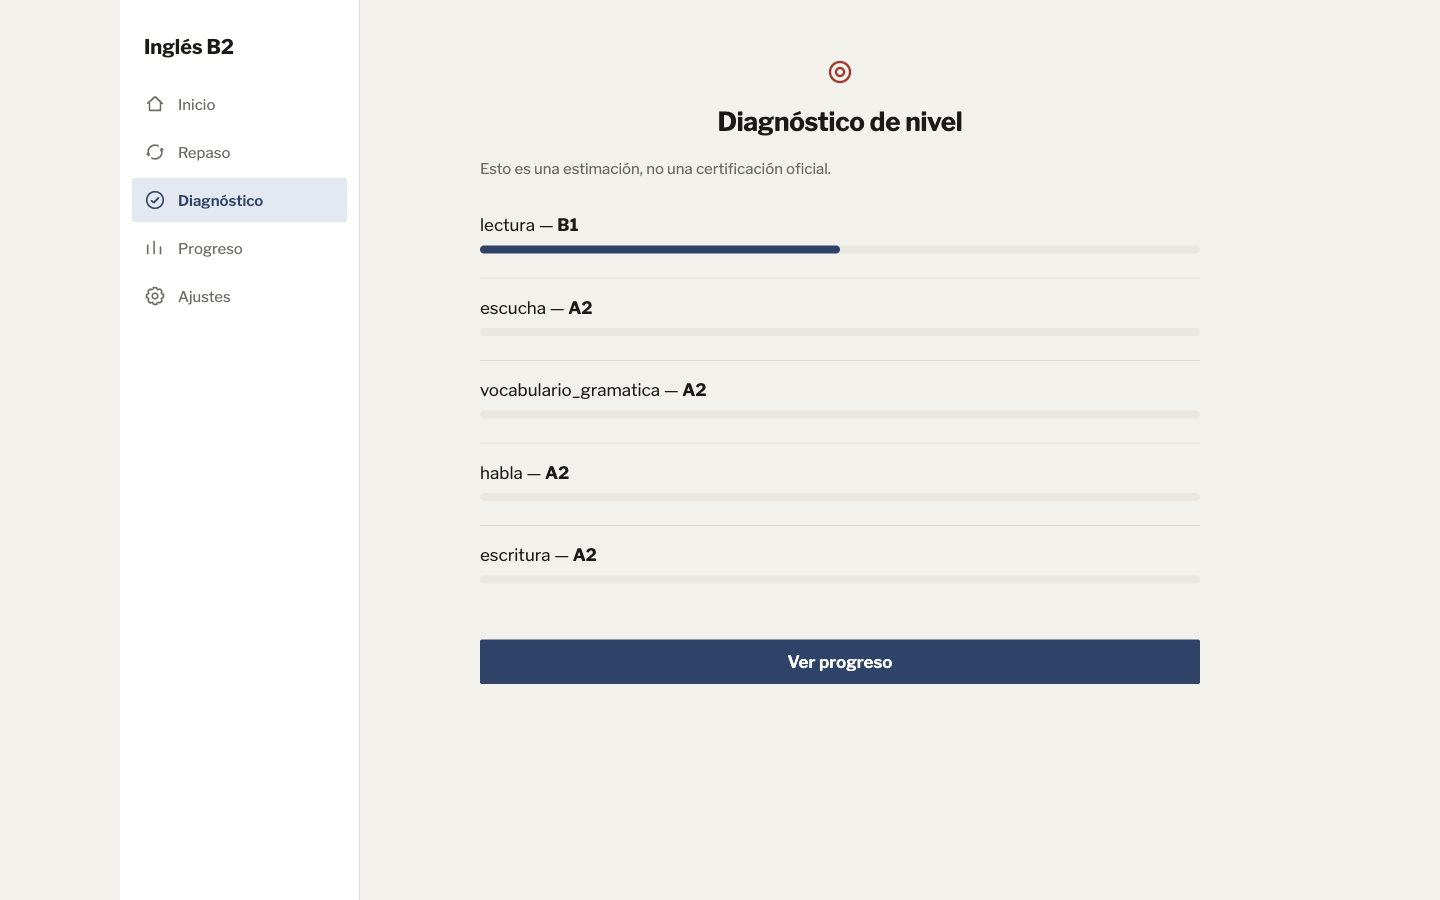 Inglés B2
Inicio
Repaso
Diagnóstico
Progreso
Ajustes
Diagnóstico de nivel
Esto es una estimación, no una certificación oficial.
lectura — B1
escucha — A2
vocabulario_gramatica — A2
habla — A2
escritura — A2
Ver progreso